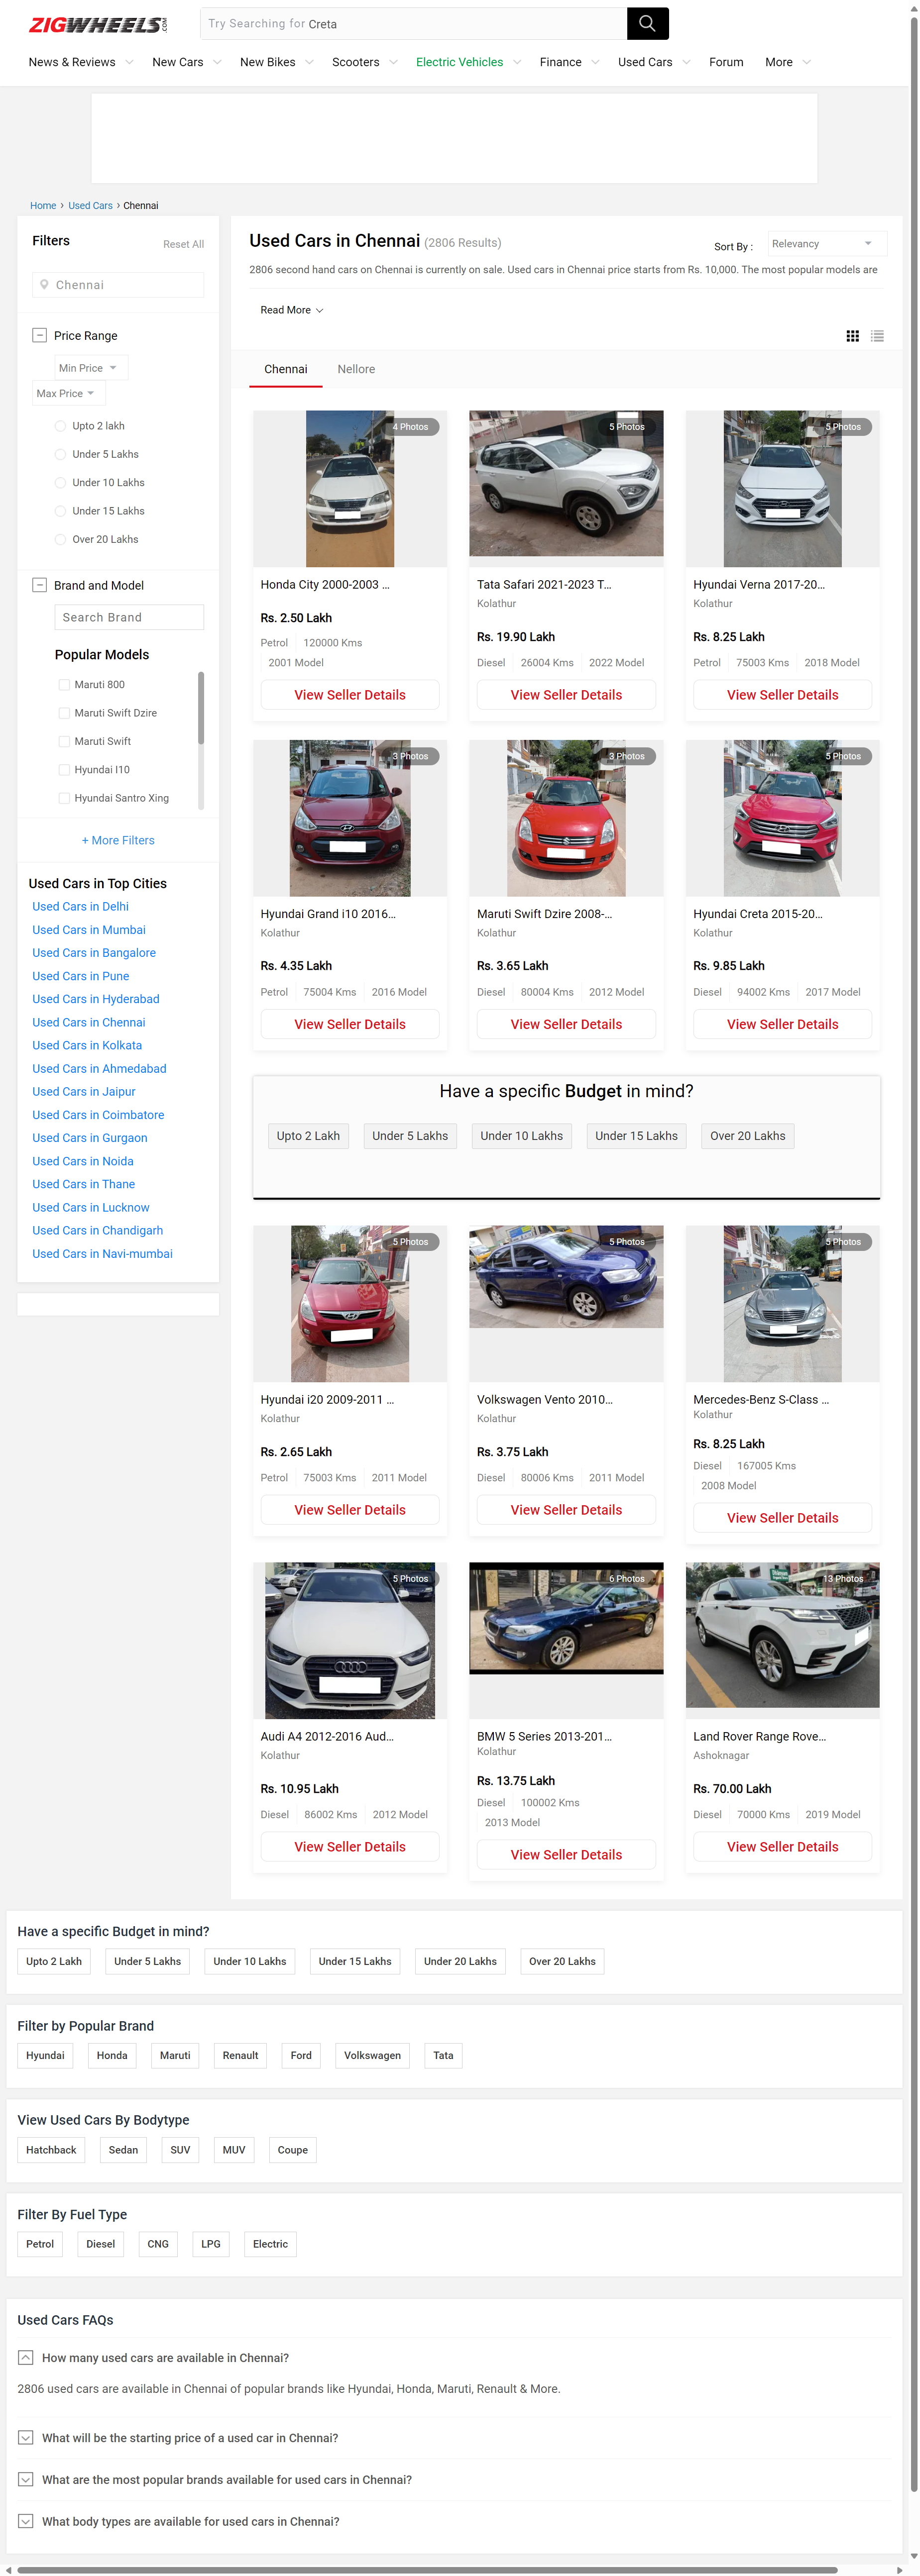 ZIGWHEELS.COM
Try Searching for Creta
News & Reviews
New Cars
New Bikes
Scooters
Electric Vehicles
Finance
Used Cars
Forum
More
Home › Used Cars › Chennai
Filters
Reset All
Chennai
Price Range
Min Price
Max Price
Upto 2 lakh
Under 5 Lakhs
Under 10 Lakhs
Under 15 Lakhs
Over 20 Lakhs
Brand and Model
Search Brand
Popular Models
Maruti 800
Maruti Swift Dzire
Maruti Swift
Hyundai I10
Hyundai Santro Xing
+ More Filters
Used Cars in Top Cities
Used Cars in Delhi
Used Cars in Mumbai
Used Cars in Bangalore
Used Cars in Pune
Used Cars in Hyderabad
Used Cars in Chennai
Used Cars in Kolkata
Used Cars in Ahmedabad
Used Cars in Jaipur
Used Cars in Coimbatore
Used Cars in Gurgaon
Used Cars in Noida
Used Cars in Thane
Used Cars in Lucknow
Used Cars in Chandigarh
Used Cars in Navi-mumbai
Used Cars in Chennai (2806 Results)
Sort By :
Relevancy
2806 second hand cars on Chennai is currently on sale. Used cars in Chennai price starts from Rs. 10,000. The most popular models are
Read More
Chennai
Nellore
4 Photos
Honda City 2000-2003 ...
Rs. 2.50 Lakh
Petrol
120000 Kms
2001 Model
View Seller Details
5 Photos
Tata Safari 2021-2023 T...
Kolathur
Rs. 19.90 Lakh
Diesel
26004 Kms
2022 Model
View Seller Details
5 Photos
Hyundai Verna 2017-20...
Kolathur
Rs. 8.25 Lakh
Petrol
75003 Kms
2018 Model
View Seller Details
3 Photos
Hyundai Grand i10 2016...
Kolathur
Rs. 4.35 Lakh
Petrol
75004 Kms
2016 Model
View Seller Details
3 Photos
Maruti Swift Dzire 2008-...
Kolathur
Rs. 3.65 Lakh
Diesel
80004 Kms
2012 Model
View Seller Details
5 Photos
Hyundai Creta 2015-20...
Kolathur
Rs. 9.85 Lakh
Diesel
94002 Kms
2017 Model
View Seller Details
Have a specific Budget in mind?
Upto 2 Lakh
Under 5 Lakhs
Under 10 Lakhs
Under 15 Lakhs
Over 20 Lakhs
5 Photos
Hyundai i20 2009-2011 ...
Kolathur
Rs. 2.65 Lakh
Petrol
75003 Kms
2011 Model
View Seller Details
5 Photos
Volkswagen Vento 2010...
Kolathur
Rs. 3.75 Lakh
Diesel
80006 Kms
2011 Model
View Seller Details
5 Photos
Mercedes-Benz S-Class ...
Kolathur
Rs. 8.25 Lakh
Diesel
167005 Kms
2008 Model
View Seller Details
5 Photos
Audi A4 2012-2016 Aud...
Kolathur
Rs. 10.95 Lakh
Diesel
86002 Kms
2012 Model
View Seller Details
6 Photos
BMW 5 Series 2013-201...
Kolathur
Rs. 13.75 Lakh
Diesel
100002 Kms
2013 Model
View Seller Details
13 Photos
Land Rover Range Rove...
Ashoknagar
Rs. 70.00 Lakh
Diesel
70000 Kms
2019 Model
View Seller Details
Have a specific Budget in mind?
Upto 2 Lakh
Under 5 Lakhs
Under 10 Lakhs
Under 15 Lakhs
Under 20 Lakhs
Over 20 Lakhs
Filter by Popular Brand
Hyundai
Honda
Maruti
Renault
Ford
Volkswagen
Tata
View Used Cars By Bodytype
Hatchback
Sedan
SUV
MUV
Coupe
Filter By Fuel Type
Petrol
Diesel
CNG
LPG
Electric
Used Cars FAQs
How many used cars are available in Chennai?
2806 used cars are available in Chennai of popular brands like Hyundai, Honda, Maruti, Renault & More.
What will be the starting price of a used car in Chennai?
What are the most popular brands available for used cars in Chennai?
What body types are available for used cars in Chennai?